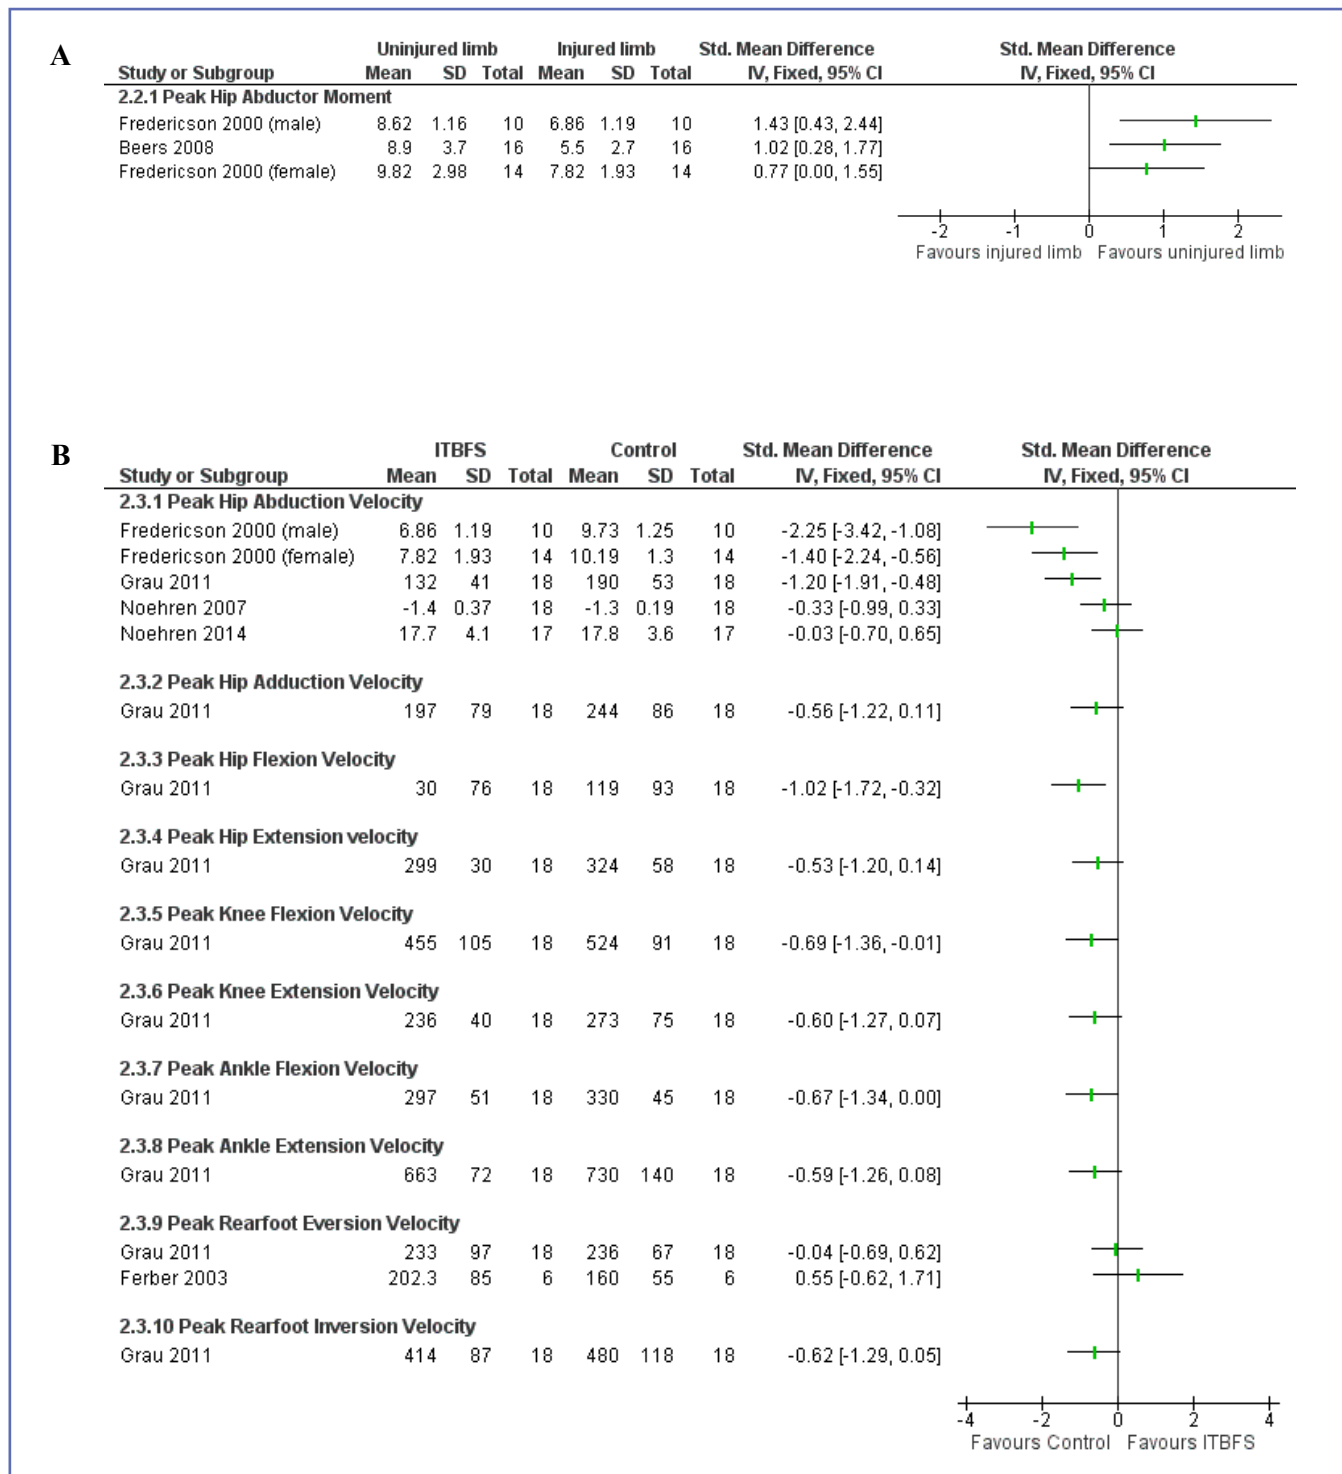 A
Uninjured limb Injured limb Std. Mean Difference Std. Mean Difference
Study or Subgroup Mean SD Total Mean SD Total IV, Fixed, 95% CI IV, Fixed, 95% CI
2.2.1 Peak Hip Abductor Moment
Fredericson 2000 (male) 8.62 1.16 10 6.86 1.19 10 1.43 [0.43, 2.44]
Beers 2008 8.9 3.7 16 5.5 2.7 16 1.02 [0.28, 1.77]
Fredericson 2000 (female) 9.82 2.98 14 7.82 1.93 14 0.77 [0.00, 1.55]
-2 -1 0 1 2
Favours injured limb Favours uninjured limb
B
ITBFS Control Std. Mean Difference Std. Mean Difference
Study or Subgroup Mean SD Total Mean SD Total IV, Fixed, 95% CI IV, Fixed, 95% CI
2.3.1 Peak Hip Abduction Velocity
Fredericson 2000 (male) 6.86 1.19 10 9.73 1.25 10 -2.25 [-3.42, -1.08]
Fredericson 2000 (female) 7.82 1.93 14 10.19 1.3 14 -1.40 [-2.24, -0.56]
Grau 2011 132 41 18 190 53 18 -1.20 [-1.91, -0.48]
Noehren 2007 -1.4 0.37 18 -1.3 0.19 18 -0.33 [-0.99, 0.33]
Noehren 2014 17.7 4.1 17 17.8 3.6 17 -0.03 [-0.70, 0.65]
2.3.2 Peak Hip Adduction Velocity
Grau 2011 197 79 18 244 86 18 -0.56 [-1.22, 0.11]
2.3.3 Peak Hip Flexion Velocity
Grau 2011 30 76 18 119 93 18 -1.02 [-1.72, -0.32]
2.3.4 Peak Hip Extension velocity
Grau 2011 299 30 18 324 58 18 -0.53 [-1.20, 0.14]
2.3.5 Peak Knee Flexion Velocity
Grau 2011 455 105 18 524 91 18 -0.69 [-1.36, -0.01]
2.3.6 Peak Knee Extension Velocity
Grau 2011 236 40 18 273 75 18 -0.60 [-1.27, 0.07]
2.3.7 Peak Ankle Flexion Velocity
Grau 2011 297 51 18 330 45 18 -0.67 [-1.34, 0.00]
2.3.8 Peak Ankle Extension Velocity
Grau 2011 663 72 18 730 140 18 -0.59 [-1.26, 0.08]
2.3.9 Peak Rearfoot Eversion Velocity
Grau 2011 233 97 18 236 67 18 -0.04 [-0.69, 0.62]
Ferber 2003 202.3 85 6 160 55 6 0.55 [-0.62, 1.71]
2.3.10 Peak Rearfoot Inversion Velocity
Grau 2011 414 87 18 480 118 18 -0.62 [-1.29, 0.05]
-4 -2 0 2 4
Favours Control Favours ITBFS